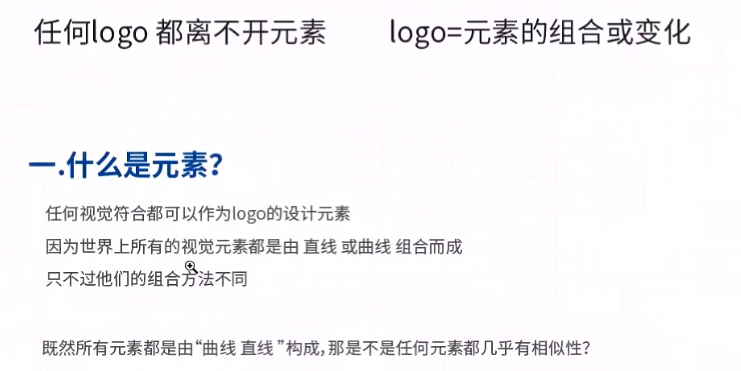 任何logo 都离不开元素 logo=元素的组合或变化
一.什么是元素？
任何视觉符合都可以作为logo的设计元素
因为世界上所有的视觉元素都是由 直线 或曲线 组合而成
只不过他们的组合方法不同
既然所有元素都是由“曲线 直线 ”构成，那是不是任何元素都几乎有相似性？